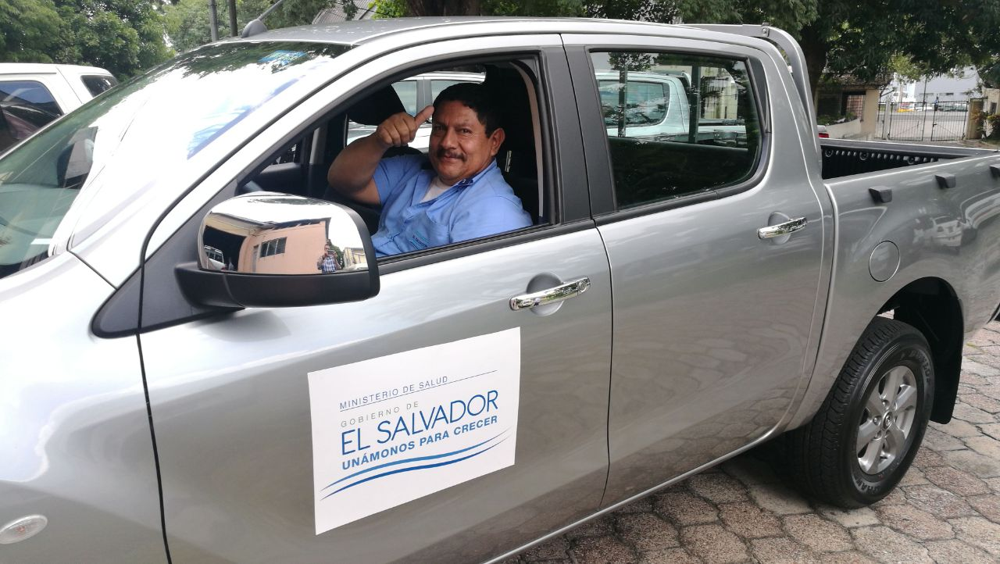 MINISTERIO DE SALUD
GOBIERNO DE
EL SALVADOR
UNÁMONOS PARA CRECER